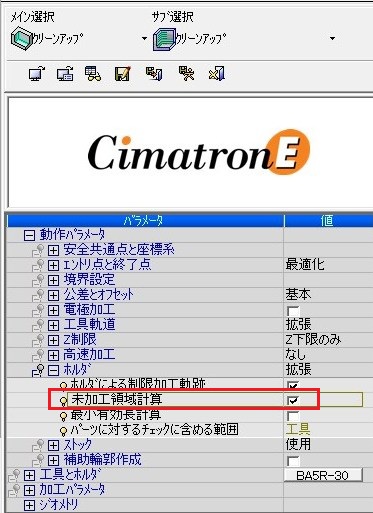 メイン選択 サブ選択
クリーンアップ クリーンアップ
CimatronE
パラメータ 値
動作パラメータ
安全共通点と座標系
エントリ点と終了点 最適化
境界設定
公差とオフセット 基本
電極加工
工具軌道 拡張
Z制限 Z下限のみ
高速加工 なし
ホルダ 拡張
ホルダによる制限加工動跡
未加工領域計算
最小有効長計算
パーツに対するチェックに含める範囲 工具
ストック 使用
補助輪郭作成
工具とホルダ BA5R-30
加工パラメータ
ジオメトリ